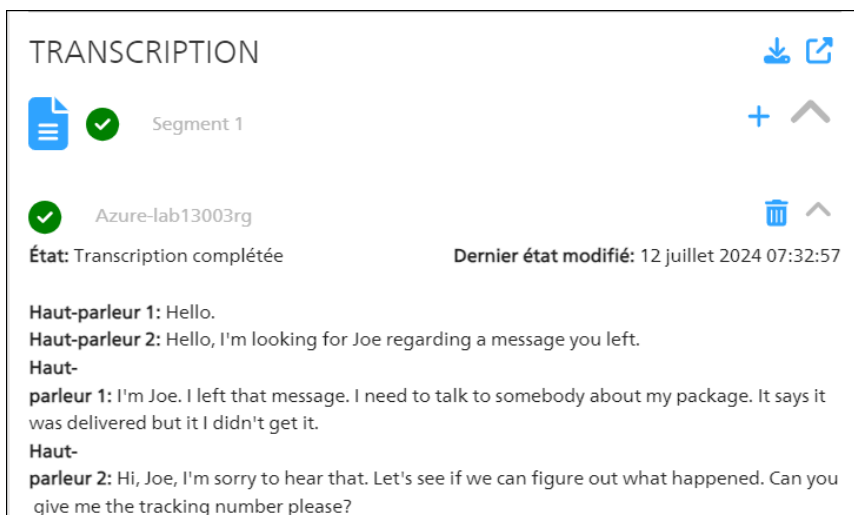 TRANSCRIPTION
Segment 1
Azure-lab13003rg
État: Transcription complétée Dernier état modifié: 12 juillet 2024 07:32:57
Haut-parleur 1: Hello.
Haut-parleur 2: Hello, I'm looking for Joe regarding a message you left.
Haut-
parleur 1: I'm Joe. I left that message. I need to talk to somebody about my package. It says it
was delivered but it I didn't get it.
Haut-
parleur 2: Hi, Joe, I'm sorry to hear that. Let's see if we can figure out what happened. Can you
give me the tracking number please?